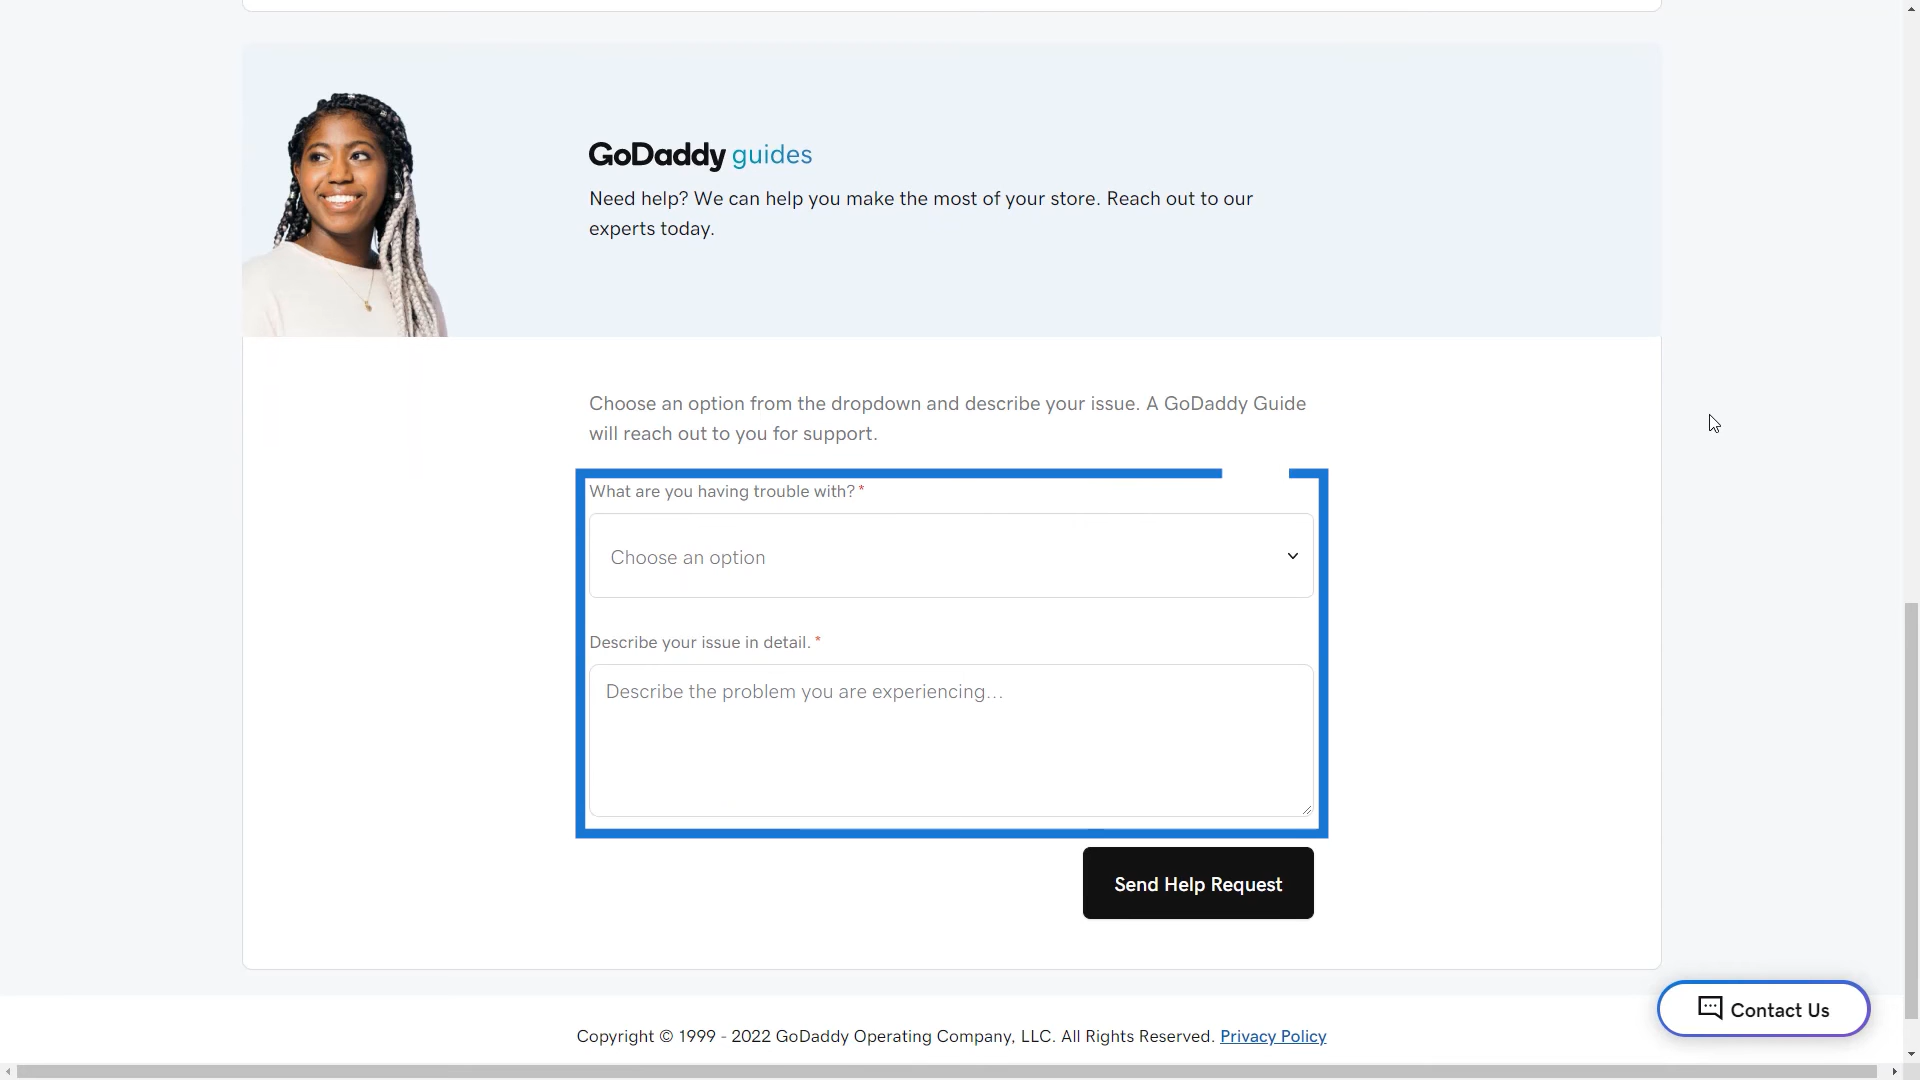 GoDaddy guides
Need help? We can help you make the most of your store. Reach out to our
experts today.
Choose an option from the dropdown and describe your issue. A GoDaddy Guide
will reach out to you for support.
What are you having trouble with? *
Choose an option
Describe your issue in detail. *
Describe the problem you are experiencing...
Send Help Request
Contact Us
Copyright © 1999 - 2022 GoDaddy Operating Company, LLC. All Rights Reserved. Privacy Policy